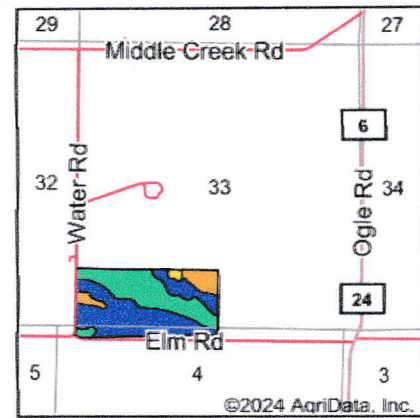 29 28 27
Middle Creek Rd
6
32 Water Rd 33 Ogle Rd 34
24
Elm Rd
5 4 3
©2024 AgriData, Inc.